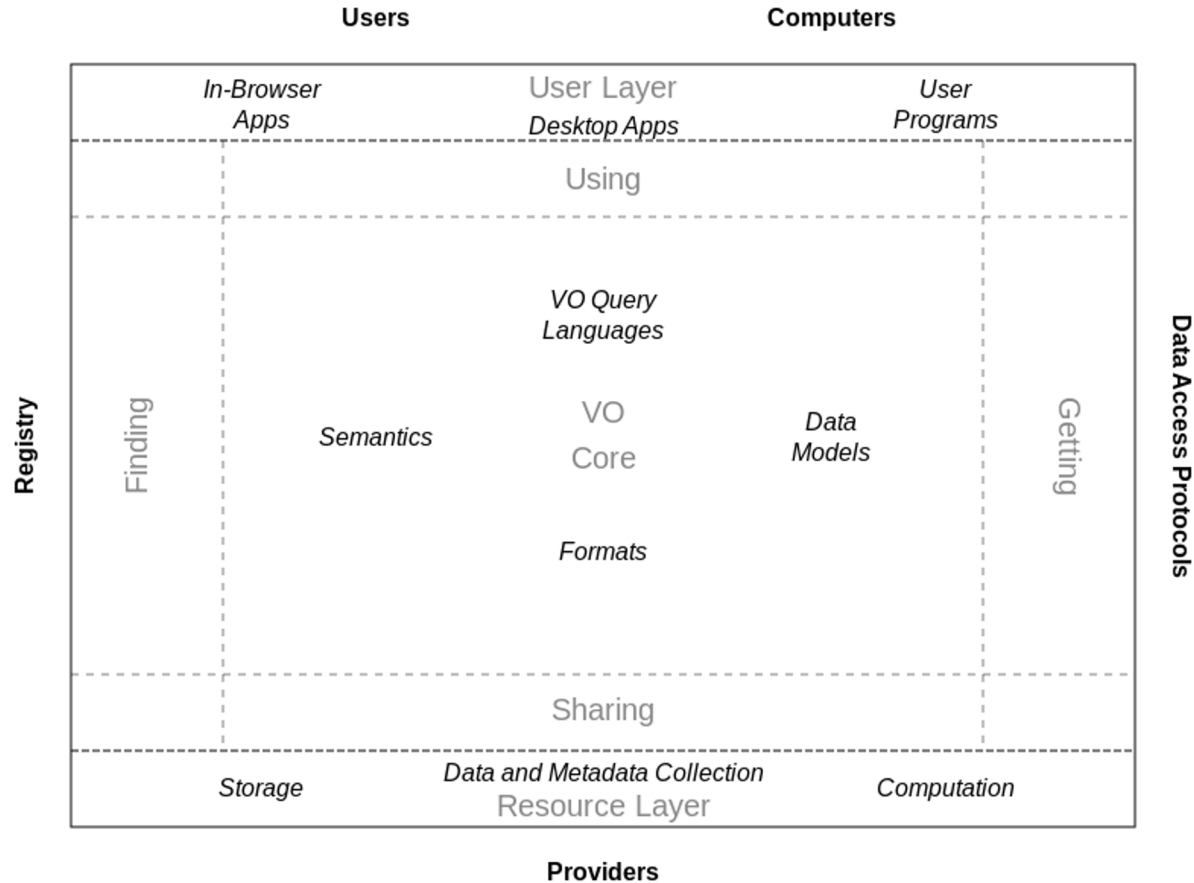 Users
Computers
In-Browser
Apps
User Layer
Desktop Apps
User
Programs
Using
VO Query
Languages
Registry
Finding
Semantics
VO
Core
Data
Models
Getting
Data Access Protocols
Formats
Sharing
Storage
Data and Metadata Collection
Resource Layer
Computation
Providers